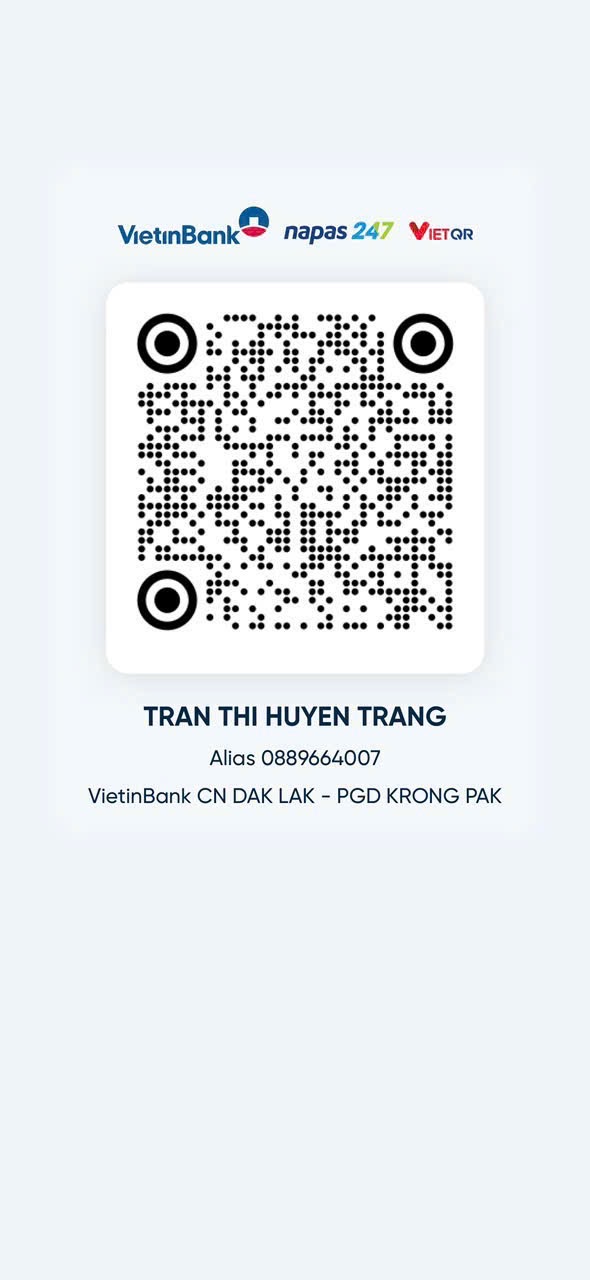 VietinBank napas 247 VIETQR
TRAN THI HUYEN TRANG
Alias 0889664007
VietinBank CN DAK LAK - PGD KRONG PAK